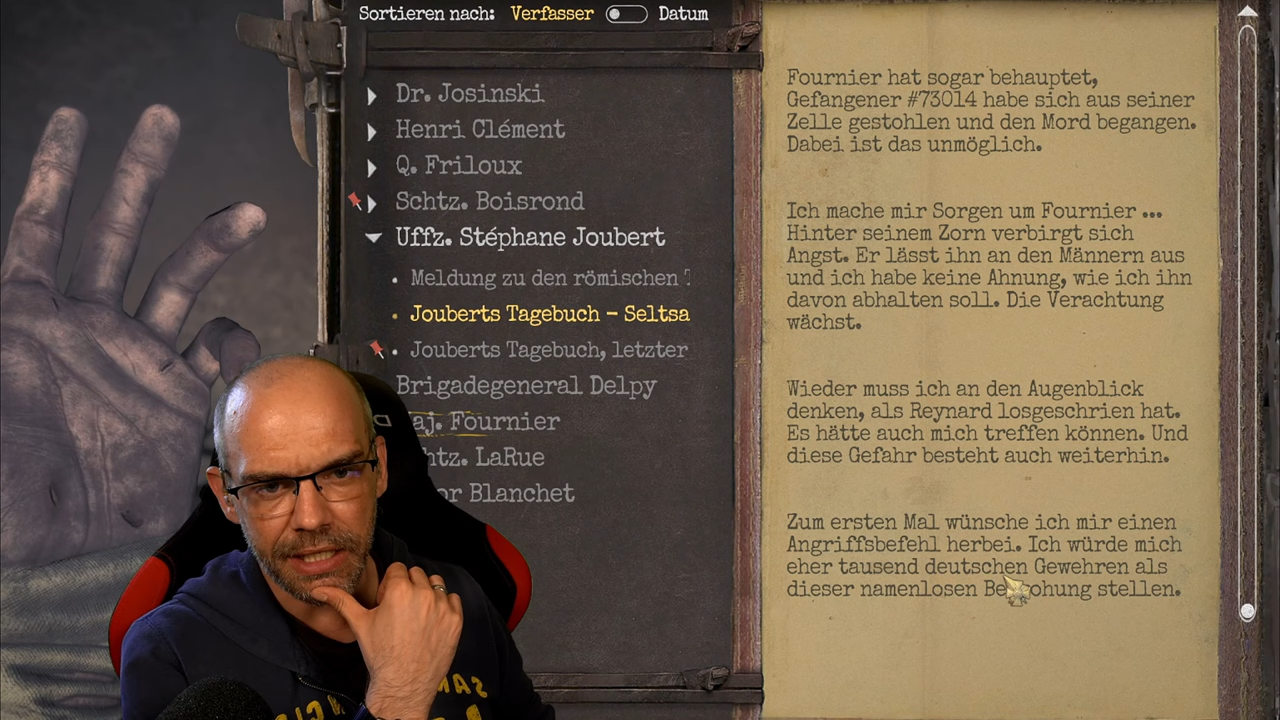 Sortieren nach: Verfasser Datum
Dr. Josinski
Henri Clément
Q. Friloux
Schtz. Boisrond
Uffz. Stéphane Joubert
Meldung zu den römischen
Jouberts Tagebuch – Seltsa
Jouberts Tagebuch, letzter
Brigadegeneral Delpy
aj. Fournier
htz. LaRue
or Blanchet
Fournier hat sogar behauptet,
Gefangener #73014 habe sich aus seiner
Zelle gestohlen und den Mord begangen.
Dabei ist das unmöglich.
Ich mache mir Sorgen um Fournier ...
Hinter seinem Zorn verbirgt sich
Angst. Er lässt ihn an den Männern aus
und ich habe keine Ahnung, wie ich ihn
davon abhalten soll. Die Verachtung
wächst.
Wieder muss ich an den Augenblick
denken, als Reynard losgeschrien hat.
Es hätte auch mich treffen können. Und
diese Gefahr besteht auch weiterhin.
Zum ersten Mal wünsche ich mir einen
Angriffsbefehl herbei. Ich würde mich
eher tausend deutschen Gewehren als
dieser namenlosen Bedrohung stellen.